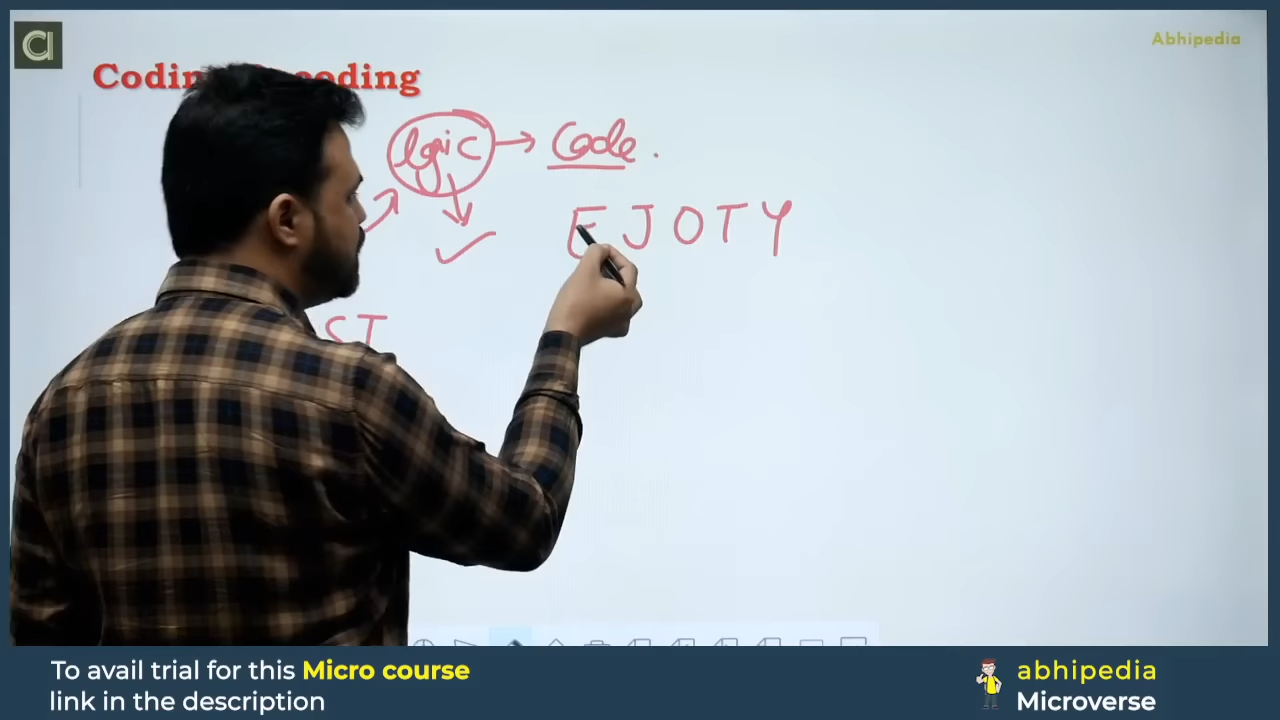 Abhipedia
Coding Decoding
logic → Code.
E J O T Y
ST
To avail trial for this Micro course
link in the description
abhipedia
Microverse